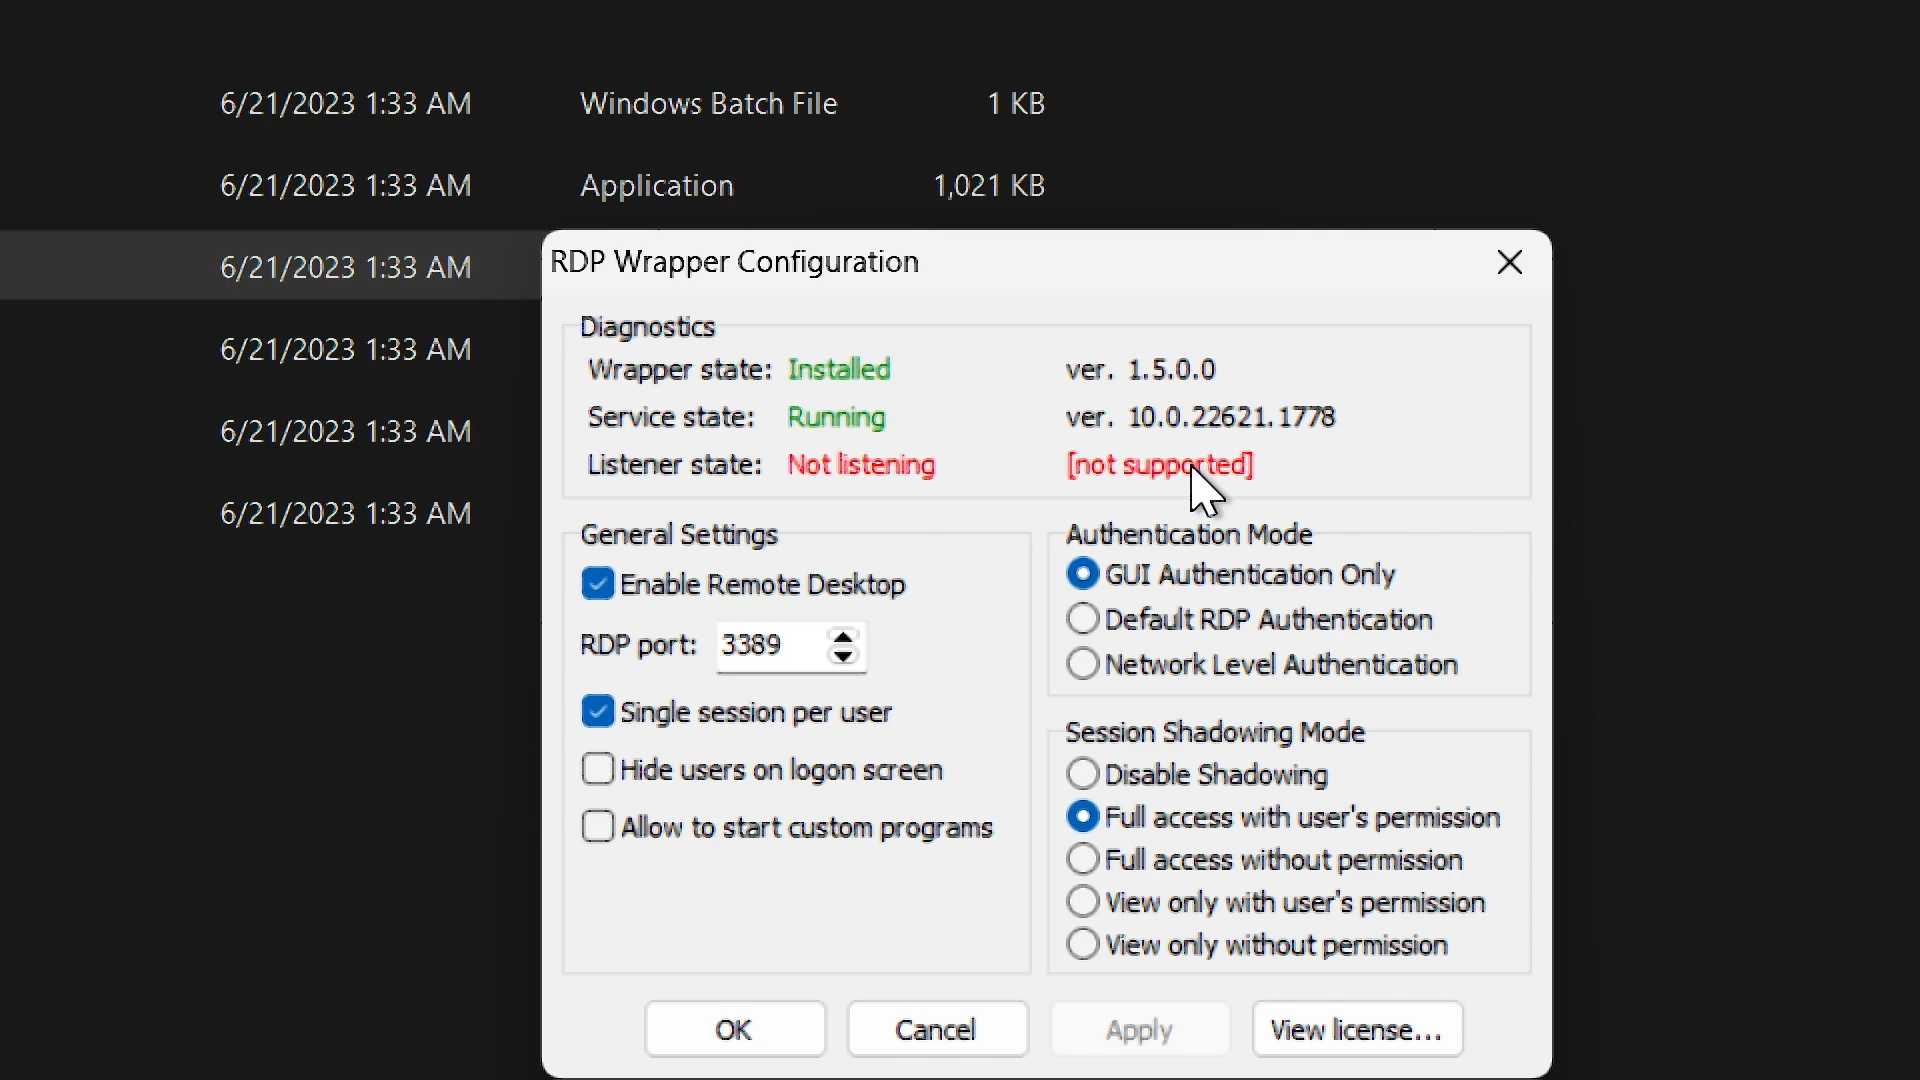 6/21/2023 1:33 AM Windows Batch File 1 KB
6/21/2023 1:33 AM Application 1,021 KB
6/21/2023 1:33 AM
6/21/2023 1:33 AM
6/21/2023 1:33 AM
6/21/2023 1:33 AM
RDP Wrapper Configuration
Diagnostics
Wrapper state: Installed ver. 1.5.0.0
Service state: Running ver. 10.0.22621.1778
Listener state: Not listening [not supported]
General Settings
Enable Remote Desktop
RDP port: 3389
Single session per user
Hide users on logon screen
Allow to start custom programs
Authentication Mode
GUI Authentication Only
Default RDP Authentication
Network Level Authentication
Session Shadowing Mode
Disable Shadowing
Full access with user's permission
Full access without permission
View only with user's permission
View only without permission
OK Cancel Apply View license...